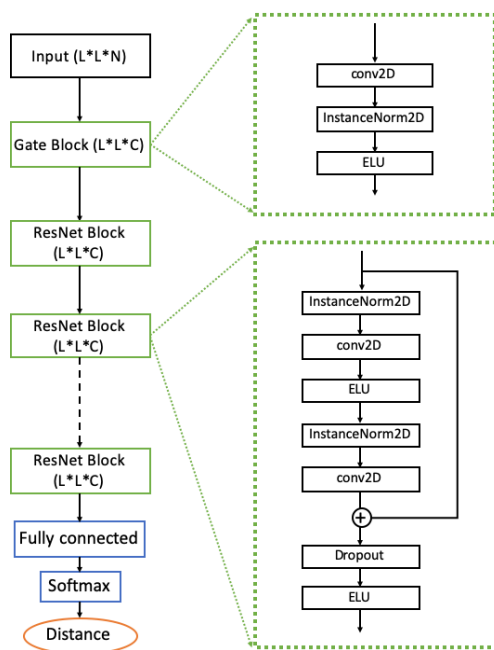 Input (L*L*N)
Gate Block (L*L*C)
ResNet Block
(L*L*C)
ResNet Block
(L*L*C)
ResNet Block
(L*L*C)
Fully connected
Softmax
Distance
conv2D
InstanceNorm2D
ELU
InstanceNorm2D
conv2D
ELU
InstanceNorm2D
conv2D
+
Dropout
ELU